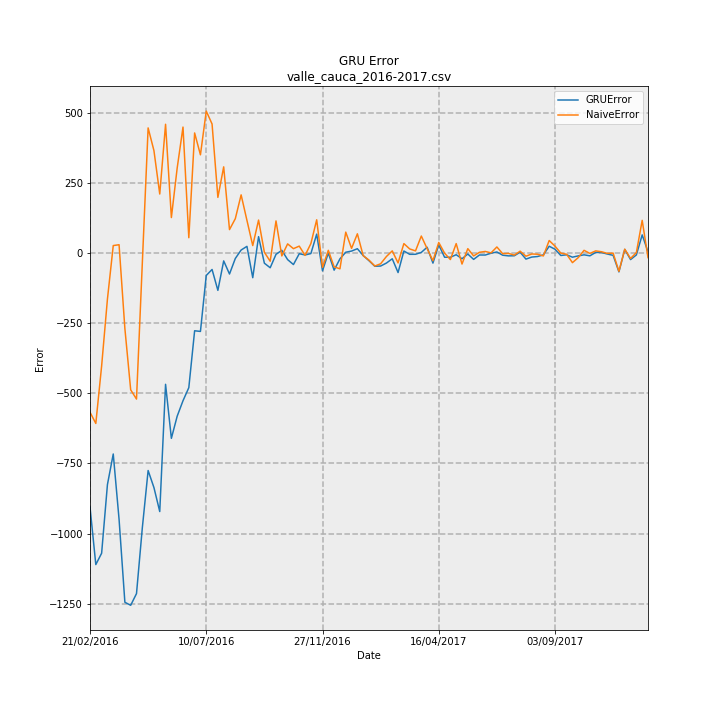 GRU Error
valle_cauca_2016-2017.csv
GRUError
NaiveError
500
250
0
−250
−500
−750
−1000
−1250
Error
21/02/2016
10/07/2016
27/11/2016
16/04/2017
03/09/2017
Date